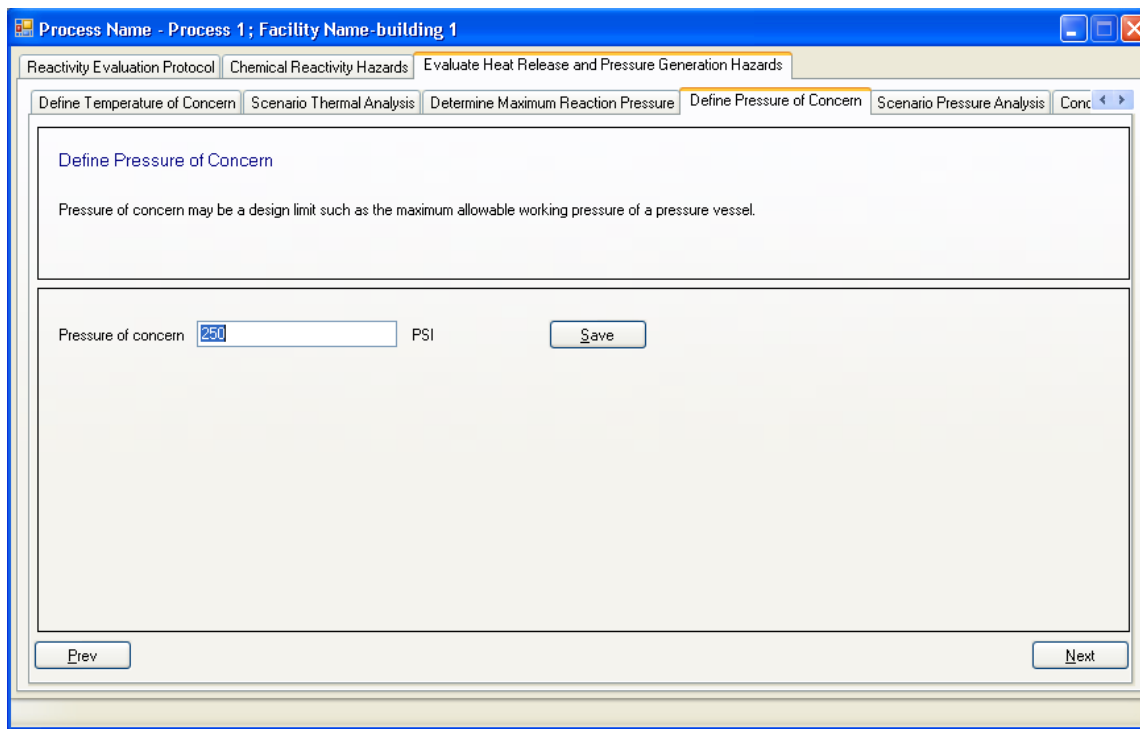 Process Name - Process 1 ; Facility Name-building 1
Reactivity Evaluation Protocol Chemical Reactivity Hazards Evaluate Heat Release and Pressure Generation Hazards
Define Temperature of Concern Scenario Thermal Analysis Determine Maximum Reaction Pressure Define Pressure of Concern Scenario Pressure Analysis Conc
Define Pressure of Concern
Pressure of concern may be a design limit such as the maximum allowable working pressure of a pressure vessel.
Pressure of concern 250 PSI Save
Prev Next